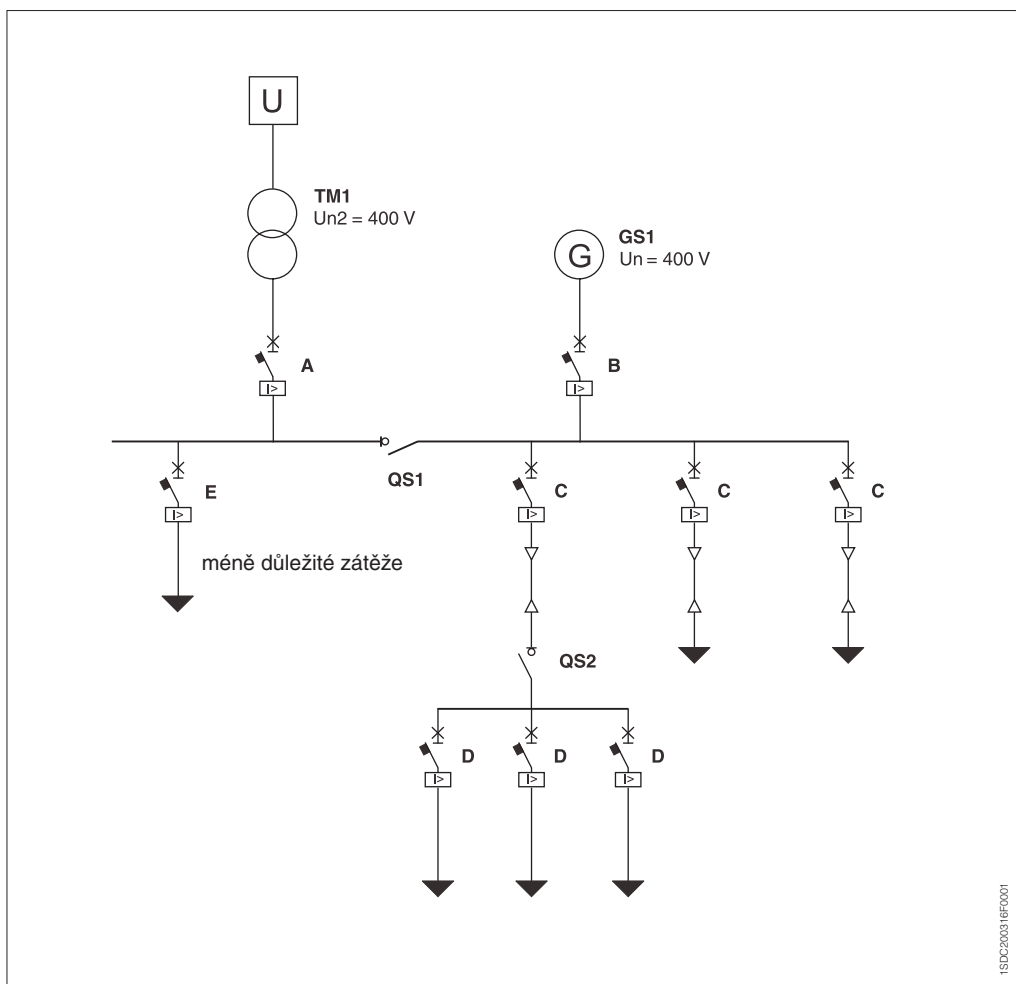 U
TM1
Un2 = 400 V
GS1
G
Un = 400 V
A
I>
B
I>
QS1
E
I>
C
I>
C
I>
C
I>
méně důležité zátěže
QS2
D
I>
D
I>
D
I>
1SDC200316F0001